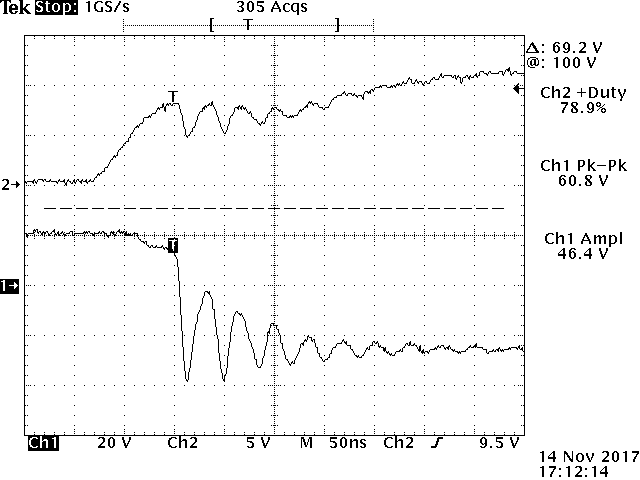 Tek Stop: 1GS/s 305 Acqs
[ T ]
Δ: 69.2 V
@: 100 V
T
Ch2 +Duty
78.9%
Ch1 Pk-Pk
60.8 V
2→
Ch1 Ampl
46.4 V
T
1→
Ch1 20 V Ch2 5 V M 50ns Ch2 9.5 V
14 Nov 2017
17:12:14